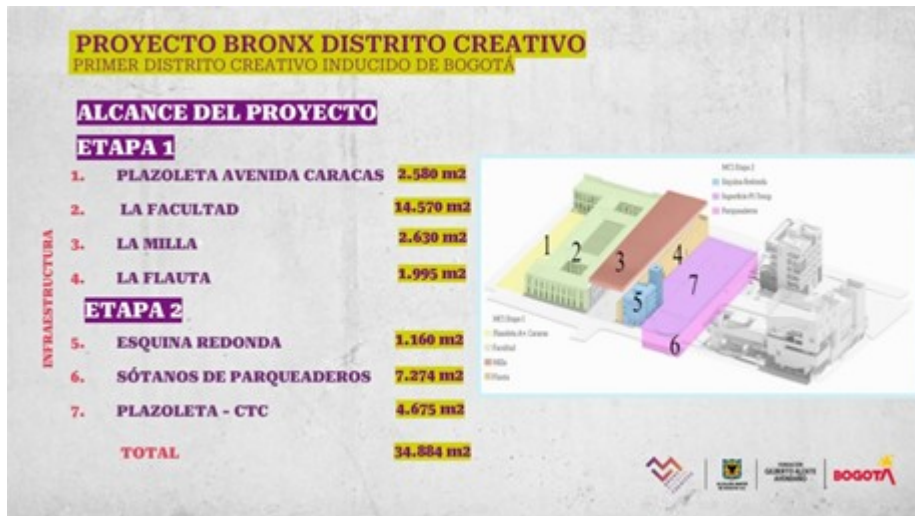 PROYECTO BRONX DISTRITO CREATIVO
PRIMER DISTRITO CREATIVO INDUCIDO DE BOGOTÁ
ALCANCE DEL PROYECTO
ETAPA 1
1. PLAZOLETA AVENIDA CARACAS 2.580 m2
2. LA FACULTAD 14.570 m2
3. LA MILLA 2.630 m2
4. LA FLAUTA 1.995 m2
ETAPA 2
5. ESQUINA REDONDA 1.160 m2
6. SÓTANOS DE PARQUEADEROS 7.274 m2
7. PLAZOLETA - CTC 4.675 m2
TOTAL 34.884 m2
INFRAESTRUCTURA
Esquina Redonda
Parqueaderos
1
2
3
4
5
6
7
Plazoleta Av. Caracas
Facultad
Milla
FUNDACIÓN
GILBERTO ALZATE
AVENDAÑO
BOGOTÁ